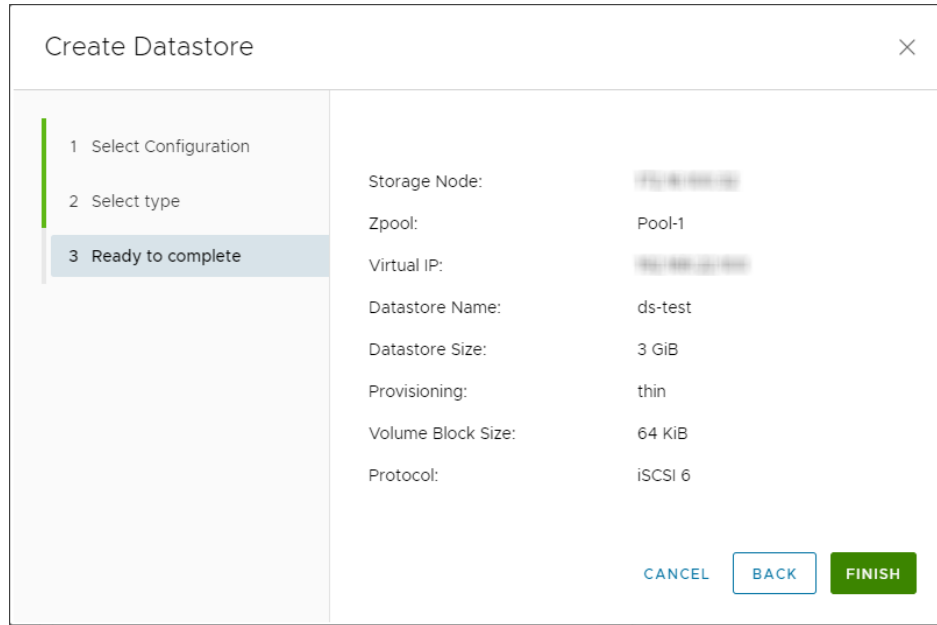 Create Datastore
1 Select Configuration
2 Select type
3 Ready to complete
Storage Node:
Zpool: Pool-1
Virtual IP:
Datastore Name: ds-test
Datastore Size: 3 GiB
Provisioning: thin
Volume Block Size: 64 KiB
Protocol: iSCSI 6
CANCEL BACK FINISH